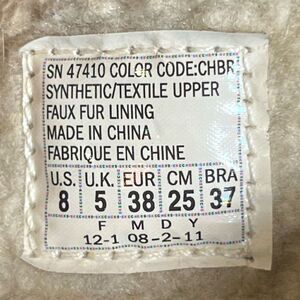 SN 47410 COLOR CODE:CHBR
SYNTHETIC/TEXTILE UPPER
FAUX FUR LINING
MADE IN CHINA
FABRIQUE EN CHINE
U.S. U.K. EUR CM BRA
8 5 38 25 37
F M D Y
12-1 08-2-11